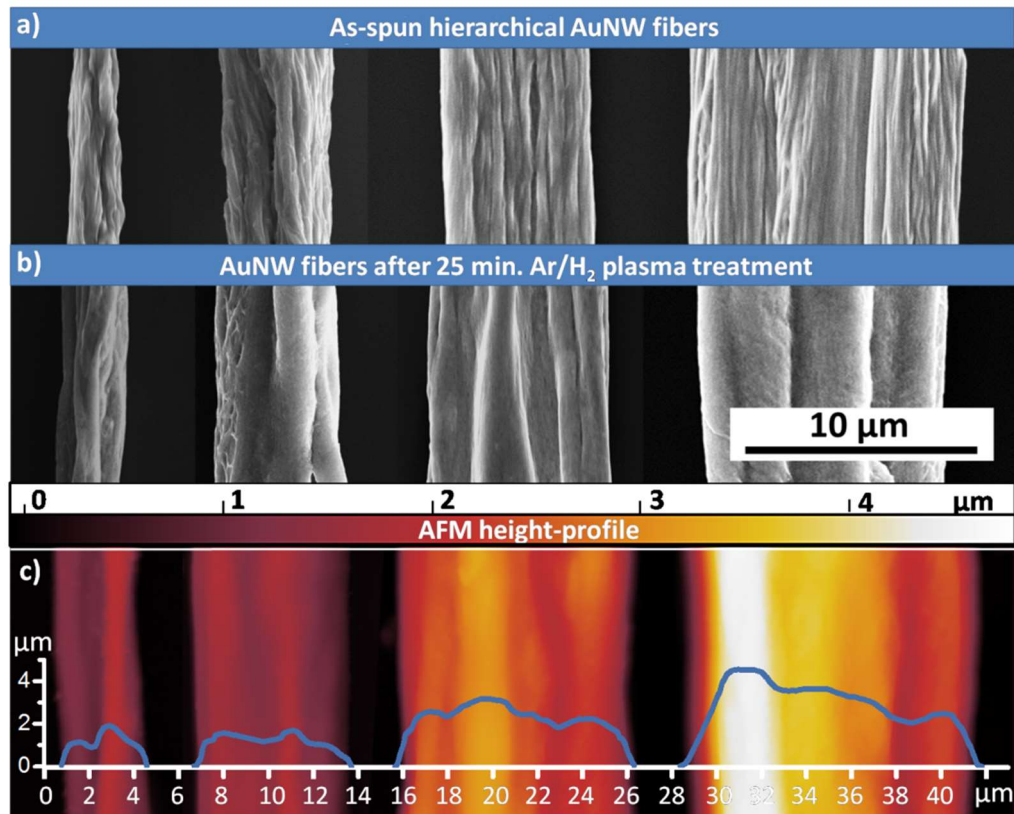 a)
As-spun hierarchical AuNW fibers
b)
AuNW fibers after 25 min. Ar/H₂ plasma treatment
10 µm
0 1 2 3 4 µm
AFM height-profile
c)
µm
4
2
0
0 2 4 6 8 10 12 14 16 18 20 22 24 26 28 30 32 34 36 38 40 µm